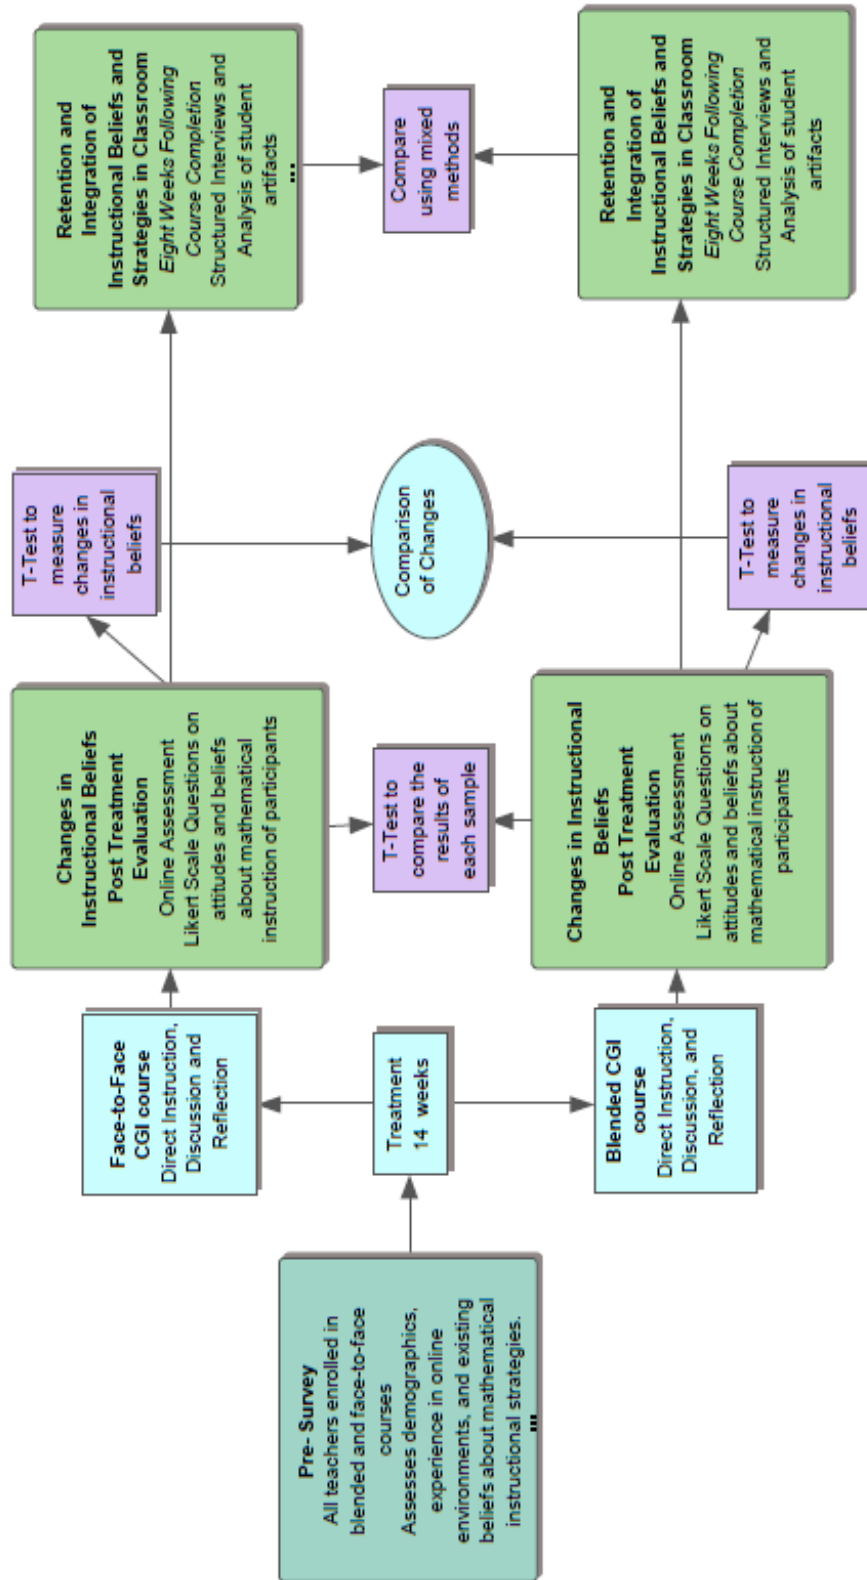 Pre- Survey
All teachers enrolled in
blended and face-to-face
courses
Assesses demographics,
experience in online
environments, and existing
beliefs about mathematical
instructional strategies.
Treatment
14 weeks
Face-to-Face
CGI course
Direct Instruction,
Discussion and
Reflection
Blended CGI
course
Direct Instruction,
Discussion, and
Reflection
Changes in
Instructional Beliefs
Post Treatment
Evaluation
Online Assessment
Likert Scale Questions on
attitudes and beliefs
about mathematical
instruction of participants
T-Test to
compare the
results of
each sample
Changes in Instructional
Beliefs
Post Treatment
Evaluation
Online Assessment
Likert Scale Questions on
attitudes and beliefs about
mathematical instruction of
participants
T-Test to
measure
changes in
instructional
beliefs
Comparison
of Changes
T-Test to
measure
changes in
instructional
beliefs
Retention and
Integration of
Instructional Beliefs and
Strategies in Classroom
Eight Weeks Following
Course Completion
Structured Interviews and
Analysis of student
artifacts
Compare
using mixed
methods
Retention and
Integration of
Instructional Beliefs and
Strategies in Classroom
Eight Weeks Following
Course Completion
Structured Interviews and
Analysis of student
artifacts